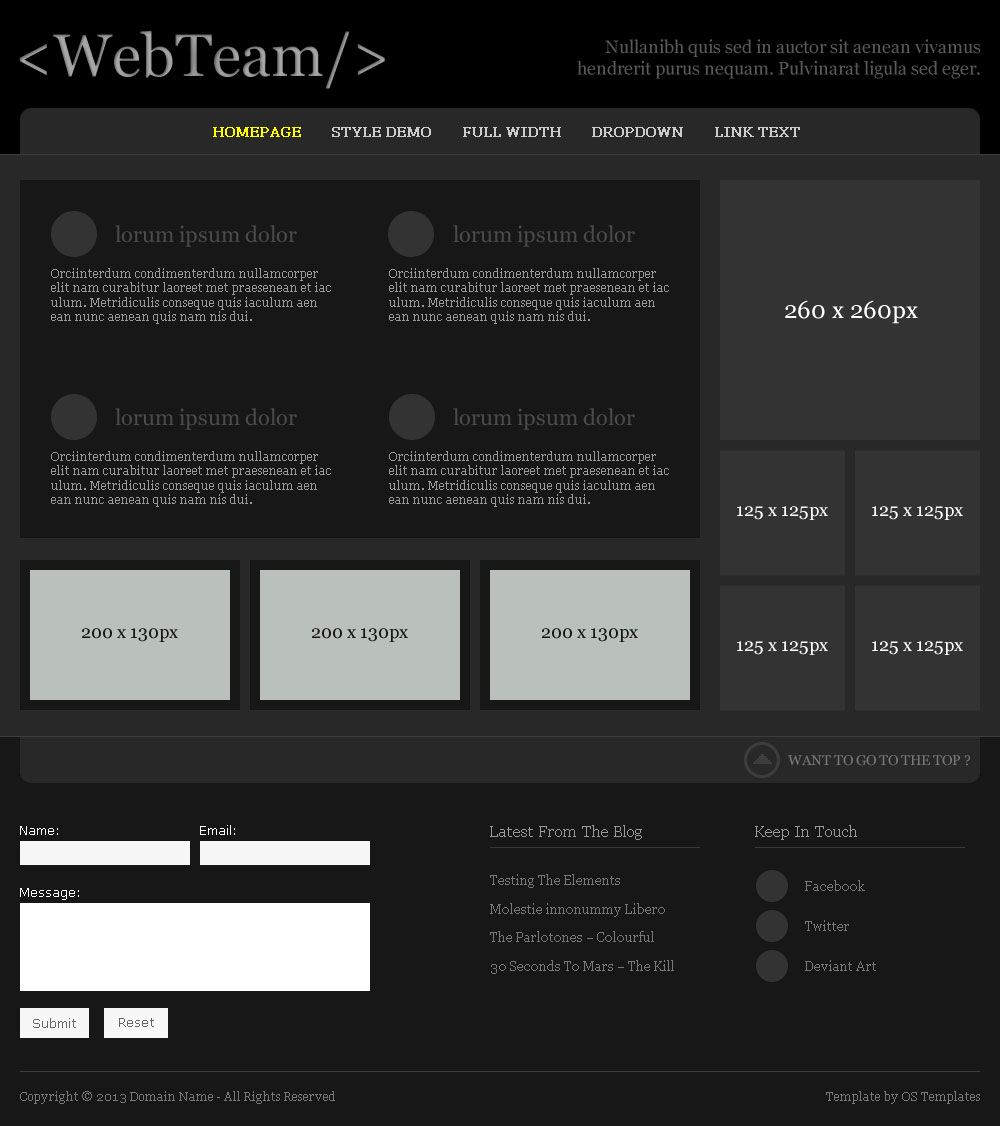 <WebTeam/>
Nullanibh quis sed in auctor sit aenean vivamus
hendrerit purus nequam. Pulvinarat ligula sed eger.
HOMEPAGE STYLE DEMO FULL WIDTH DROPDOWN LINK TEXT
lorum ipsum dolor
Orciinterdum condimenterdum nullamcorper
elit nam curabitur laoreet met praesenean et iac
ulum. Metridiculis conseque quis iaculum aen
ean nunc aenean quis nam nis dui.
lorum ipsum dolor
Orciinterdum condimenterdum nullamcorper
elit nam curabitur laoreet met praesenean et iac
ulum. Metridiculis conseque quis iaculum aen
ean nunc aenean quis nam nis dui.
lorum ipsum dolor
Orciinterdum condimenterdum nullamcorper
elit nam curabitur laoreet met praesenean et iac
ulum. Metridiculis conseque quis iaculum aen
ean nunc aenean quis nam nis dui.
lorum ipsum dolor
Orciinterdum condimenterdum nullamcorper
elit nam curabitur laoreet met praesenean et iac
ulum. Metridiculis conseque quis iaculum aen
ean nunc aenean quis nam nis dui.
200 x 130px
200 x 130px
200 x 130px
260 x 260px
125 x 125px
125 x 125px
125 x 125px
125 x 125px
WANT TO GO TO THE TOP ?
Name:
Email:
Message:
Submit
Reset
Latest From The Blog
Testing The Elements
Molestie innonummy Libero
The Parlotones – Colourful
30 Seconds To Mars – The Kill
Keep In Touch
Facebook
Twitter
Deviant Art
Copyright © 2013 Domain Name - All Rights Reserved
Template by OS Templates